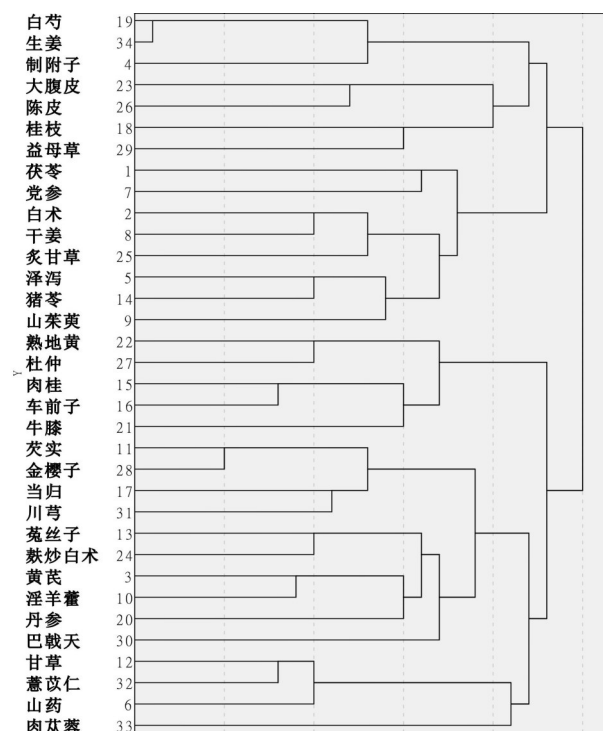 白芍 19
生姜 34
制附子 4
大腹皮 23
陈皮 26
桂枝 18
益母草 29
茯苓 1
党参 7
白术 2
干姜 8
炙甘草 25
泽泻 5
猪苓 14
山茱萸 9
熟地黄 22
杜仲 27
Y
肉桂 15
车前子 16
牛膝 21
芡实 11
金樱子 28
当归 17
川芎 31
菟丝子 13
麸炒白术 24
黄芪 3
淫羊藿 10
丹参 20
巴戟天 30
甘草 12
薏苡仁 32
山药 6
肉苁蓉 33